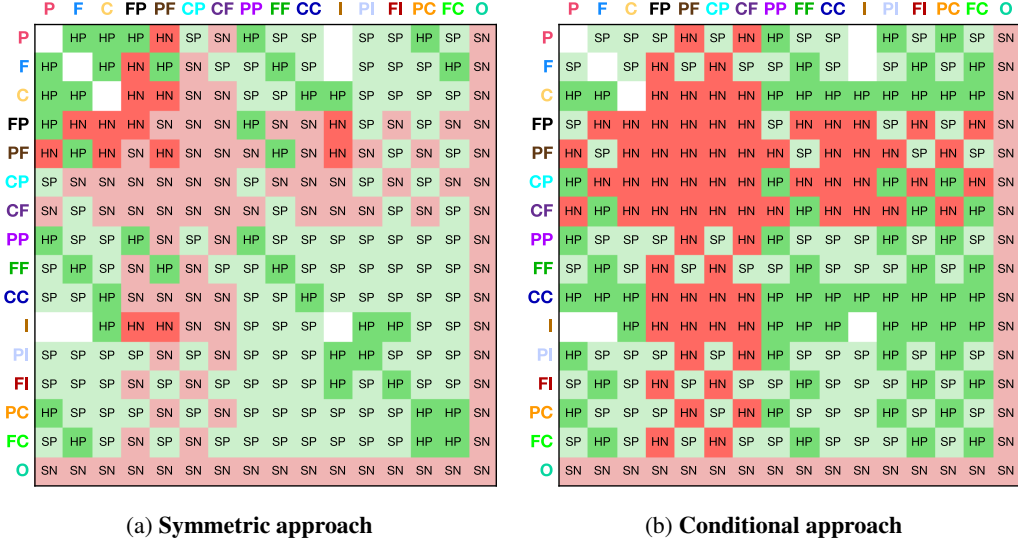 P F C FP PF CP CF PP FF CC I PI FI PC FC O
P HP HP HP HN SP SN HP SP SP SP SP HP SP SN
F HP HP HN HP SN SP SP HP SP SP SP SP HP SN
C HP HP HN HN SN SN SP SP HP HP SP SP SP SP SN
FP HP HN HN HN SN SN SN HP SN SN HN SP SN SP SN SN
PF HN HP HN SN HN SN SN SN HP SN HN SN SP SN SP SN
CP SP SN SN SN SN SN SN SP SN SN SN SP SN SP SN SN
CF SN SP SN SN SN SN SN SN SP SN SN SN SP SN SP SN
PP HP SP SP HP SN SP SN HP SP SP SP SP SP SP SP SN
FF SP HP SP SN HP SN SP SP HP SP SP SP SP SP SP SN
CC SP SP HP SN SN SN SN SP SP HP SP SP SP SP SP SN
I HP HN HN SN SN SP SP SP HP HP SP SP SN
PI SP SP SP SP SN SP SN SP SP SP HP HP SP SP SP SN
FI SP SP SP SN SP SN SP SP SP SP HP SP HP SP SP SN
PC HP SP SP SP SN SP SN SP SP SP SP SP SP HP HP SN
FC SP HP SP SN SP SN SP SP SP SP SP SP SP HP HP SN
O SN SN SN SN SN SN SN SN SN SN SN SN SN SN SN SN
(a) Symmetric approach
P F C FP PF CP CF PP FF CC I PI FI PC FC O
P SP SP SP HN SP HN HP SP SP HP SP HP SP SN
F SP SP HN SP HN SP SP HP SP SP HP SP HP SN
C HP HP HN HN HN HN HP HP HP HP HP HP HP HP SN
FP SP HN HN HN HN HN HN SP HN HN HN SP HN SP HN SN
PF HN SP HN HN HN HN HN HN SP HN HN HN SP HN SP SN
CP HP HN HN HN HN HN HN HP HN HN HN HP HN HP HN SN
CF HN HP HN HN HN HN HN HN HP HN HN HN HP HN HP SN
PP HP SP SP SP HN SP HN HP SP SP SP HP SP HP SP SN
FF SP HP SP HN SP HN SP SP HP SP SP SP HP SP HP SN
CC HP HP HP HN HN HN HN HP HP HP HP HP HP HP HP SN
I HP HN HN HN HN HP HP HP HP HP HP HP SN
PI HP SP SP SP HN SP HN HP SP SP SP HP SP HP SP SN
FI SP HP SP HN SP HN SP SP HP SP SP SP HP SP HP SN
PC HP SP SP SP HN SP HN HP SP SP SP HP SP HP SP SN
FC SP HP SP HN SP HN SP SP HP SP SP SP HP SP HP SN
O SN SN SN SN SN SN SN SN SN SN SN SN SN SN SN SN
(b) Conditional approach